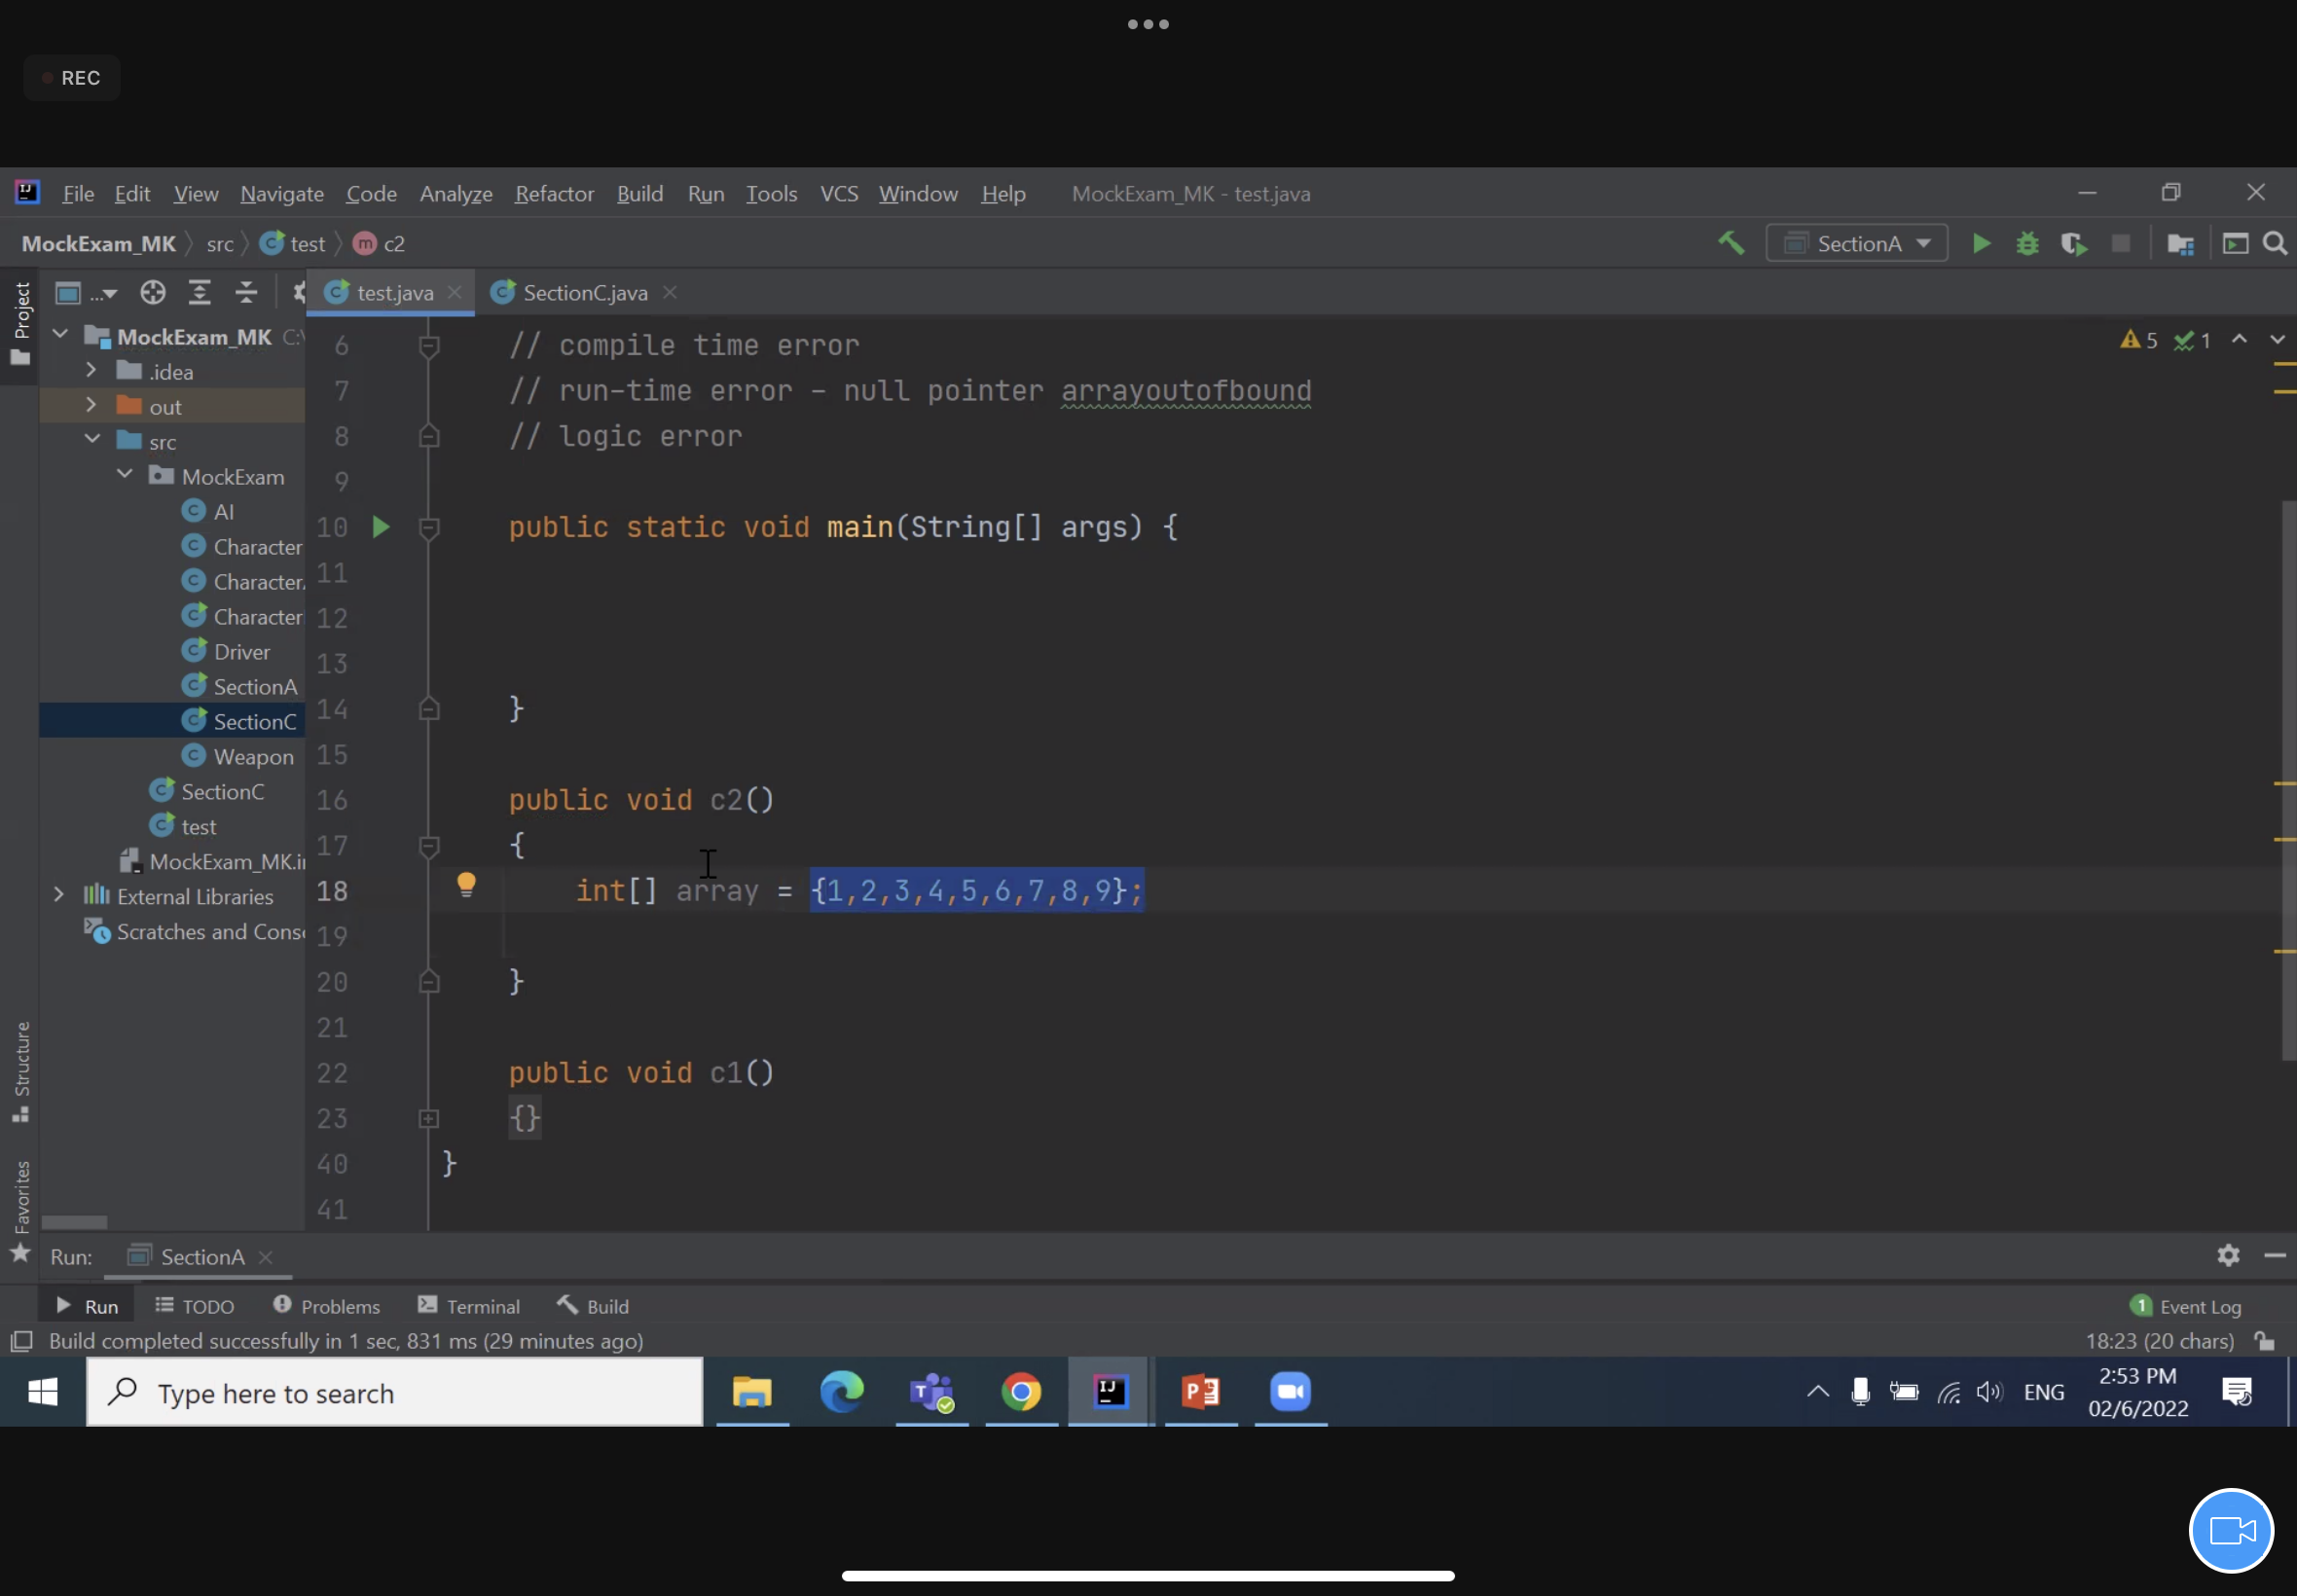 REC
File Edit View Navigate Code Analyze Refactor Build Run Tools VCS Window Help MockExam_MK - test.java
MockExam_MK src test m c2 SectionA
Project
... test.java SectionC.java
MockExam_MK C:\
.idea
out
src
MockExam
AI
Character
Character
Character
Driver
SectionA
SectionC
Weapon
SectionC
test
MockExam_MK.i
External Libraries
Scratches and Cons
6 // compile time error
7 // run-time error - null pointer arrayoutofbound
8 // logic error
9
10 public static void main(String[] args) {
11
12
13
14 }
15
16 public void c2()
17 {
18 int[] array = {1,2,3,4,5,6,7,8,9};
19
20 }
21
22 public void c1()
23 {}
40 }
41
5 1
Structure
Favorites
Run: SectionA
Run TODO Problems Terminal Build 1 Event Log
Build completed successfully in 1 sec, 831 ms (29 minutes ago) 18:23 (20 chars)
Type here to search ENG 2:53 PM
02/6/2022